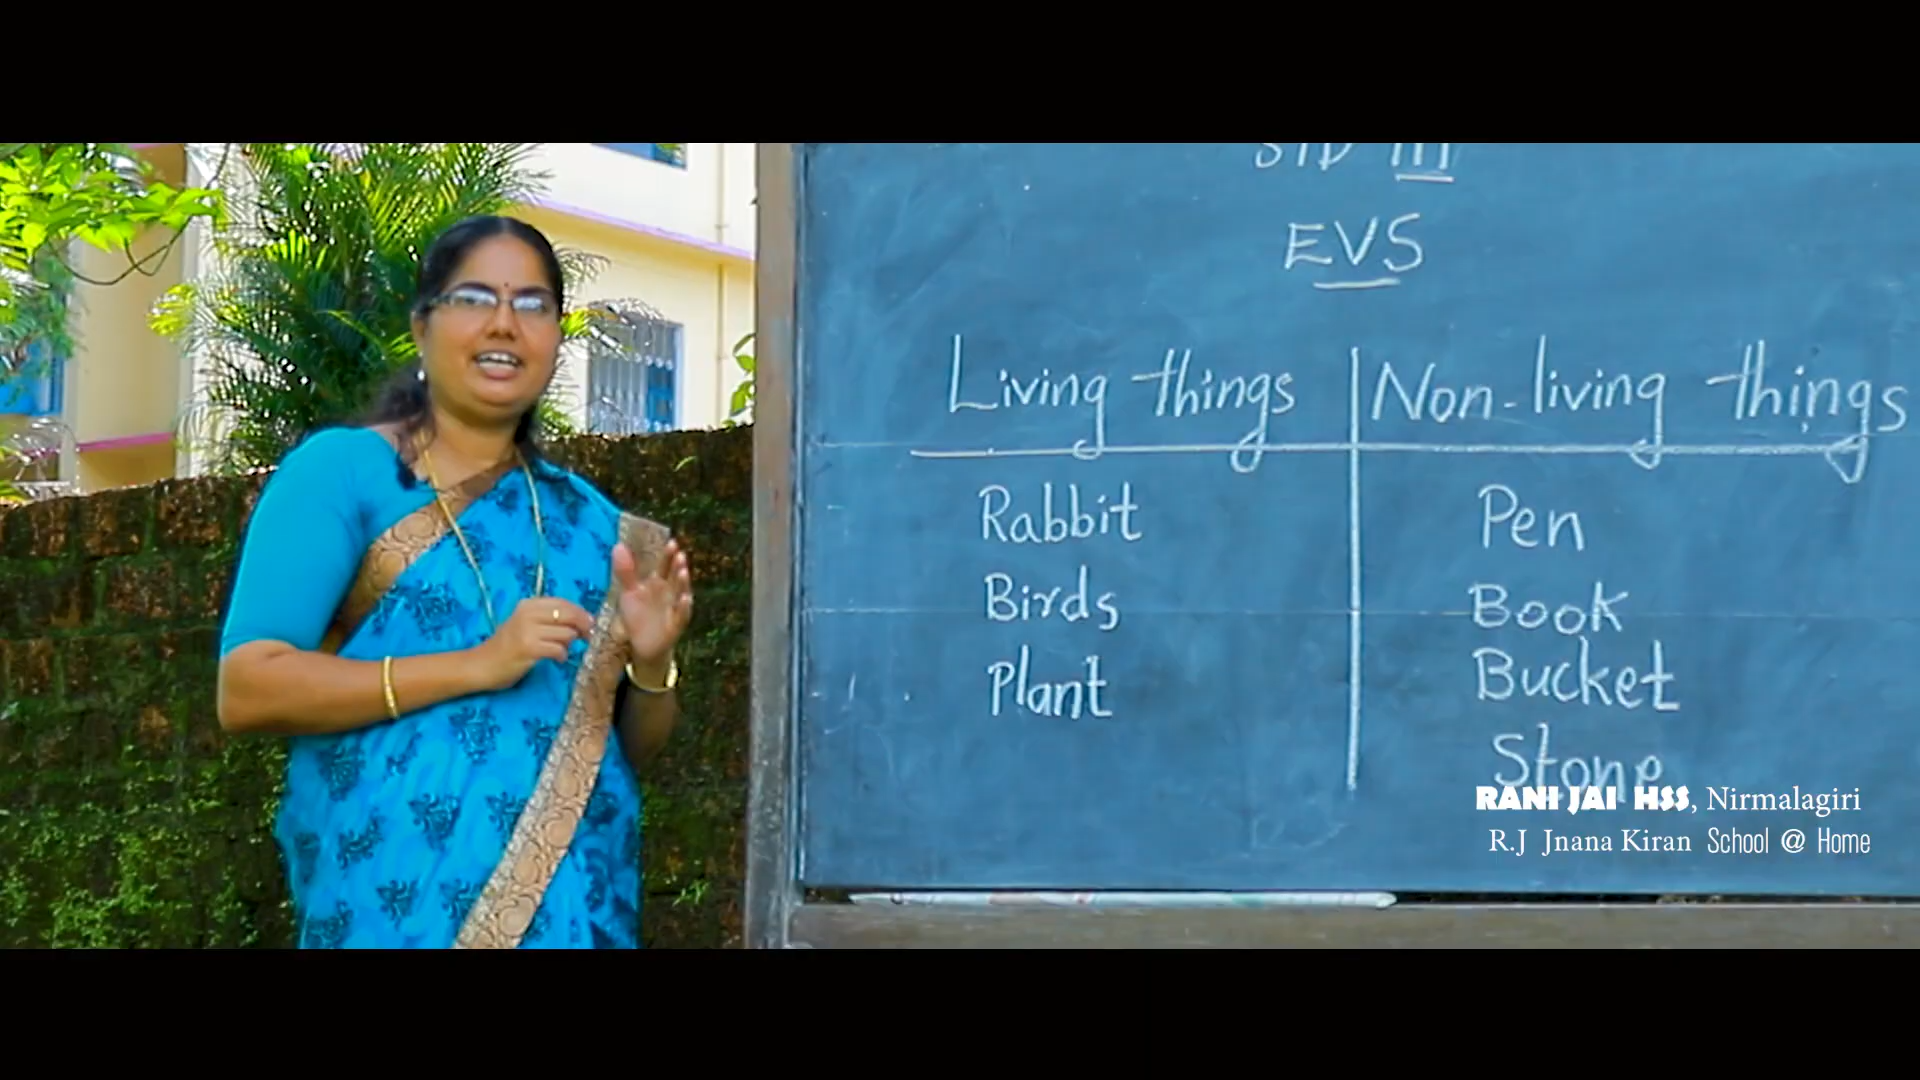 STD III
EVS
Living things Non-living things
Rabbit Pen
Birds Book
Plant Bucket
Stone
RANI JAI HSS, Nirmalagiri
R.J Jnana Kiran School @ Home